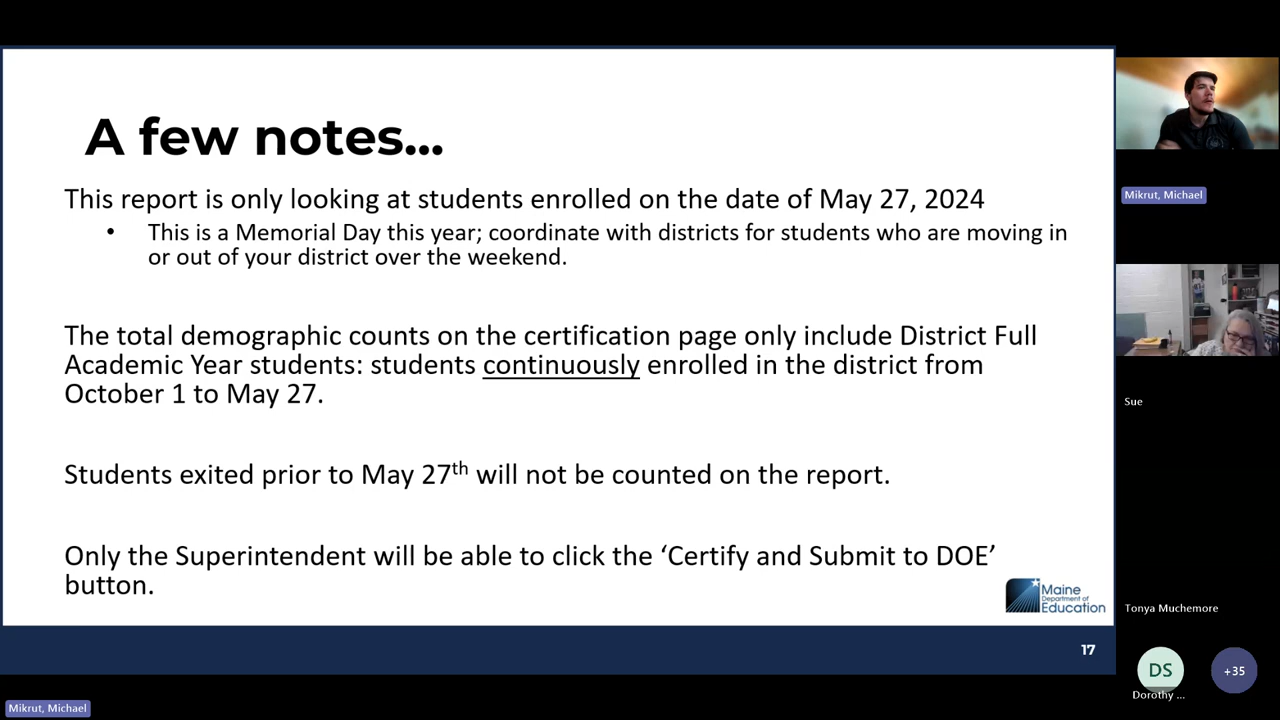 A few notes...
This report is only looking at students enrolled on the date of May 27, 2024
• This is a Memorial Day this year; coordinate with districts for students who are moving in
or out of your district over the weekend.
The total demographic counts on the certification page only include District Full
Academic Year students: students continuously enrolled in the district from
October 1 to May 27.
Students exited prior to May 27th will not be counted on the report.
Only the Superintendent will be able to click the ‘Certify and Submit to DOE’
button.
Maine
Department of
Education
17
Mikrut, Michael
Sue
Tonya Muchemore
DS
+35
Dorothy ...
Mikrut, Michael